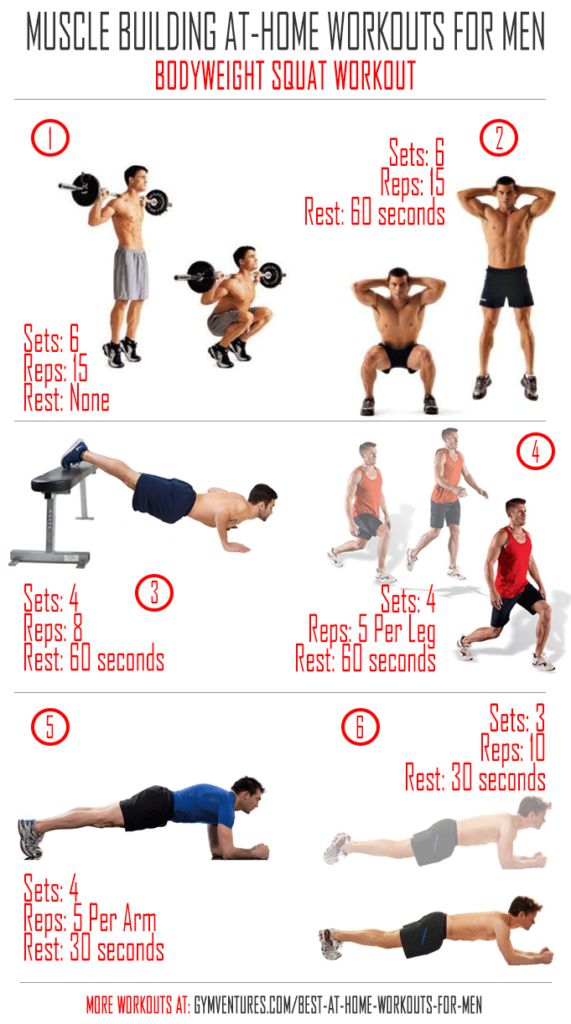 MUSCLE BUILDING AT-HOME WORKOUTS FOR MEN
BODYWEIGHT SQUAT WORKOUT
1
Sets: 6
Reps: 15
Rest: None
2
Sets: 6
Reps: 15
Rest: 60 seconds
3
Sets: 4
Reps: 8
Rest: 60 seconds
4
Sets: 4
Reps: 5 Per Leg
Rest: 60 seconds
5
Sets: 4
Reps: 5 Per Arm
Rest: 30 seconds
6
Sets: 3
Reps: 10
Rest: 30 seconds
MORE WORKOUTS AT: GYMVENTURES.COM/BEST-AT-HOME-WORKOUTS-FOR-MEN